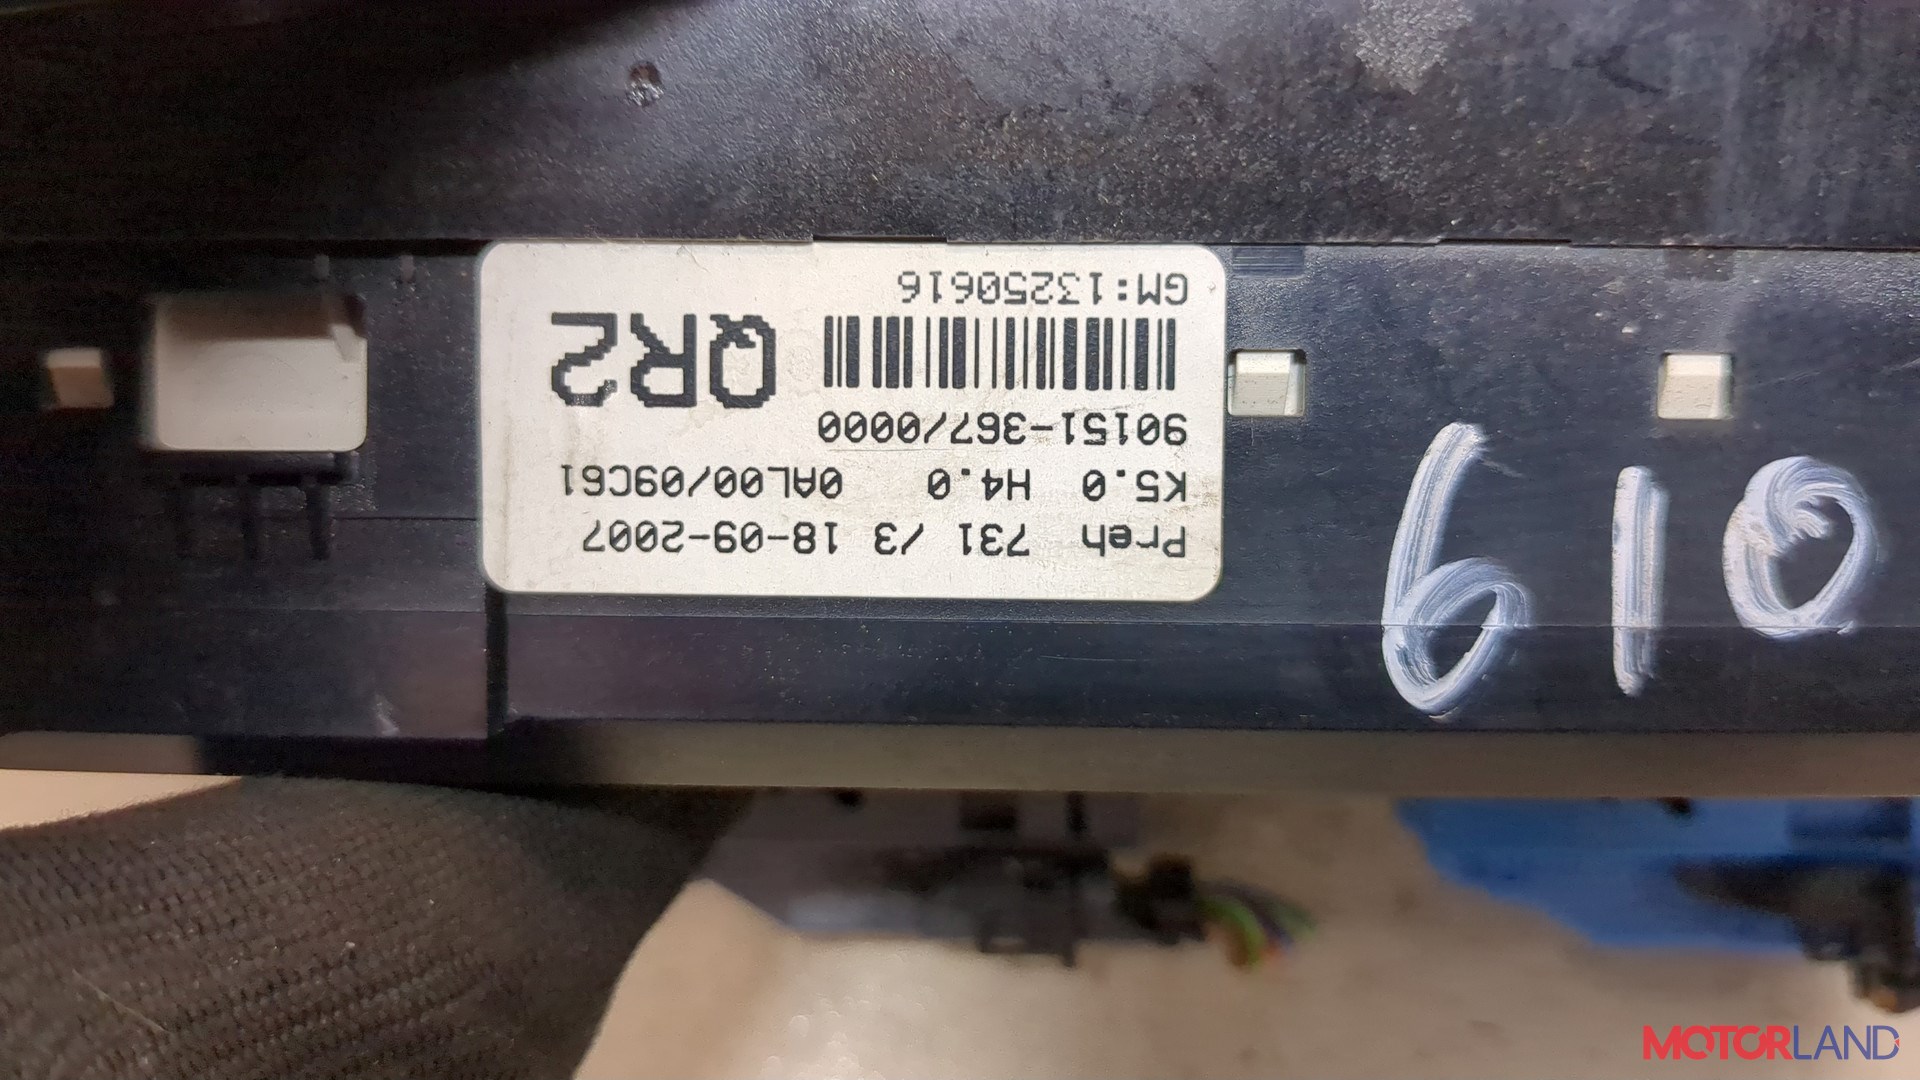 Preh 731 /3 18-09-2007
K5.0 H4.0 0AL00/09C61
90151-367/0000
QR2
GM:13250616
610
MOTORLAND